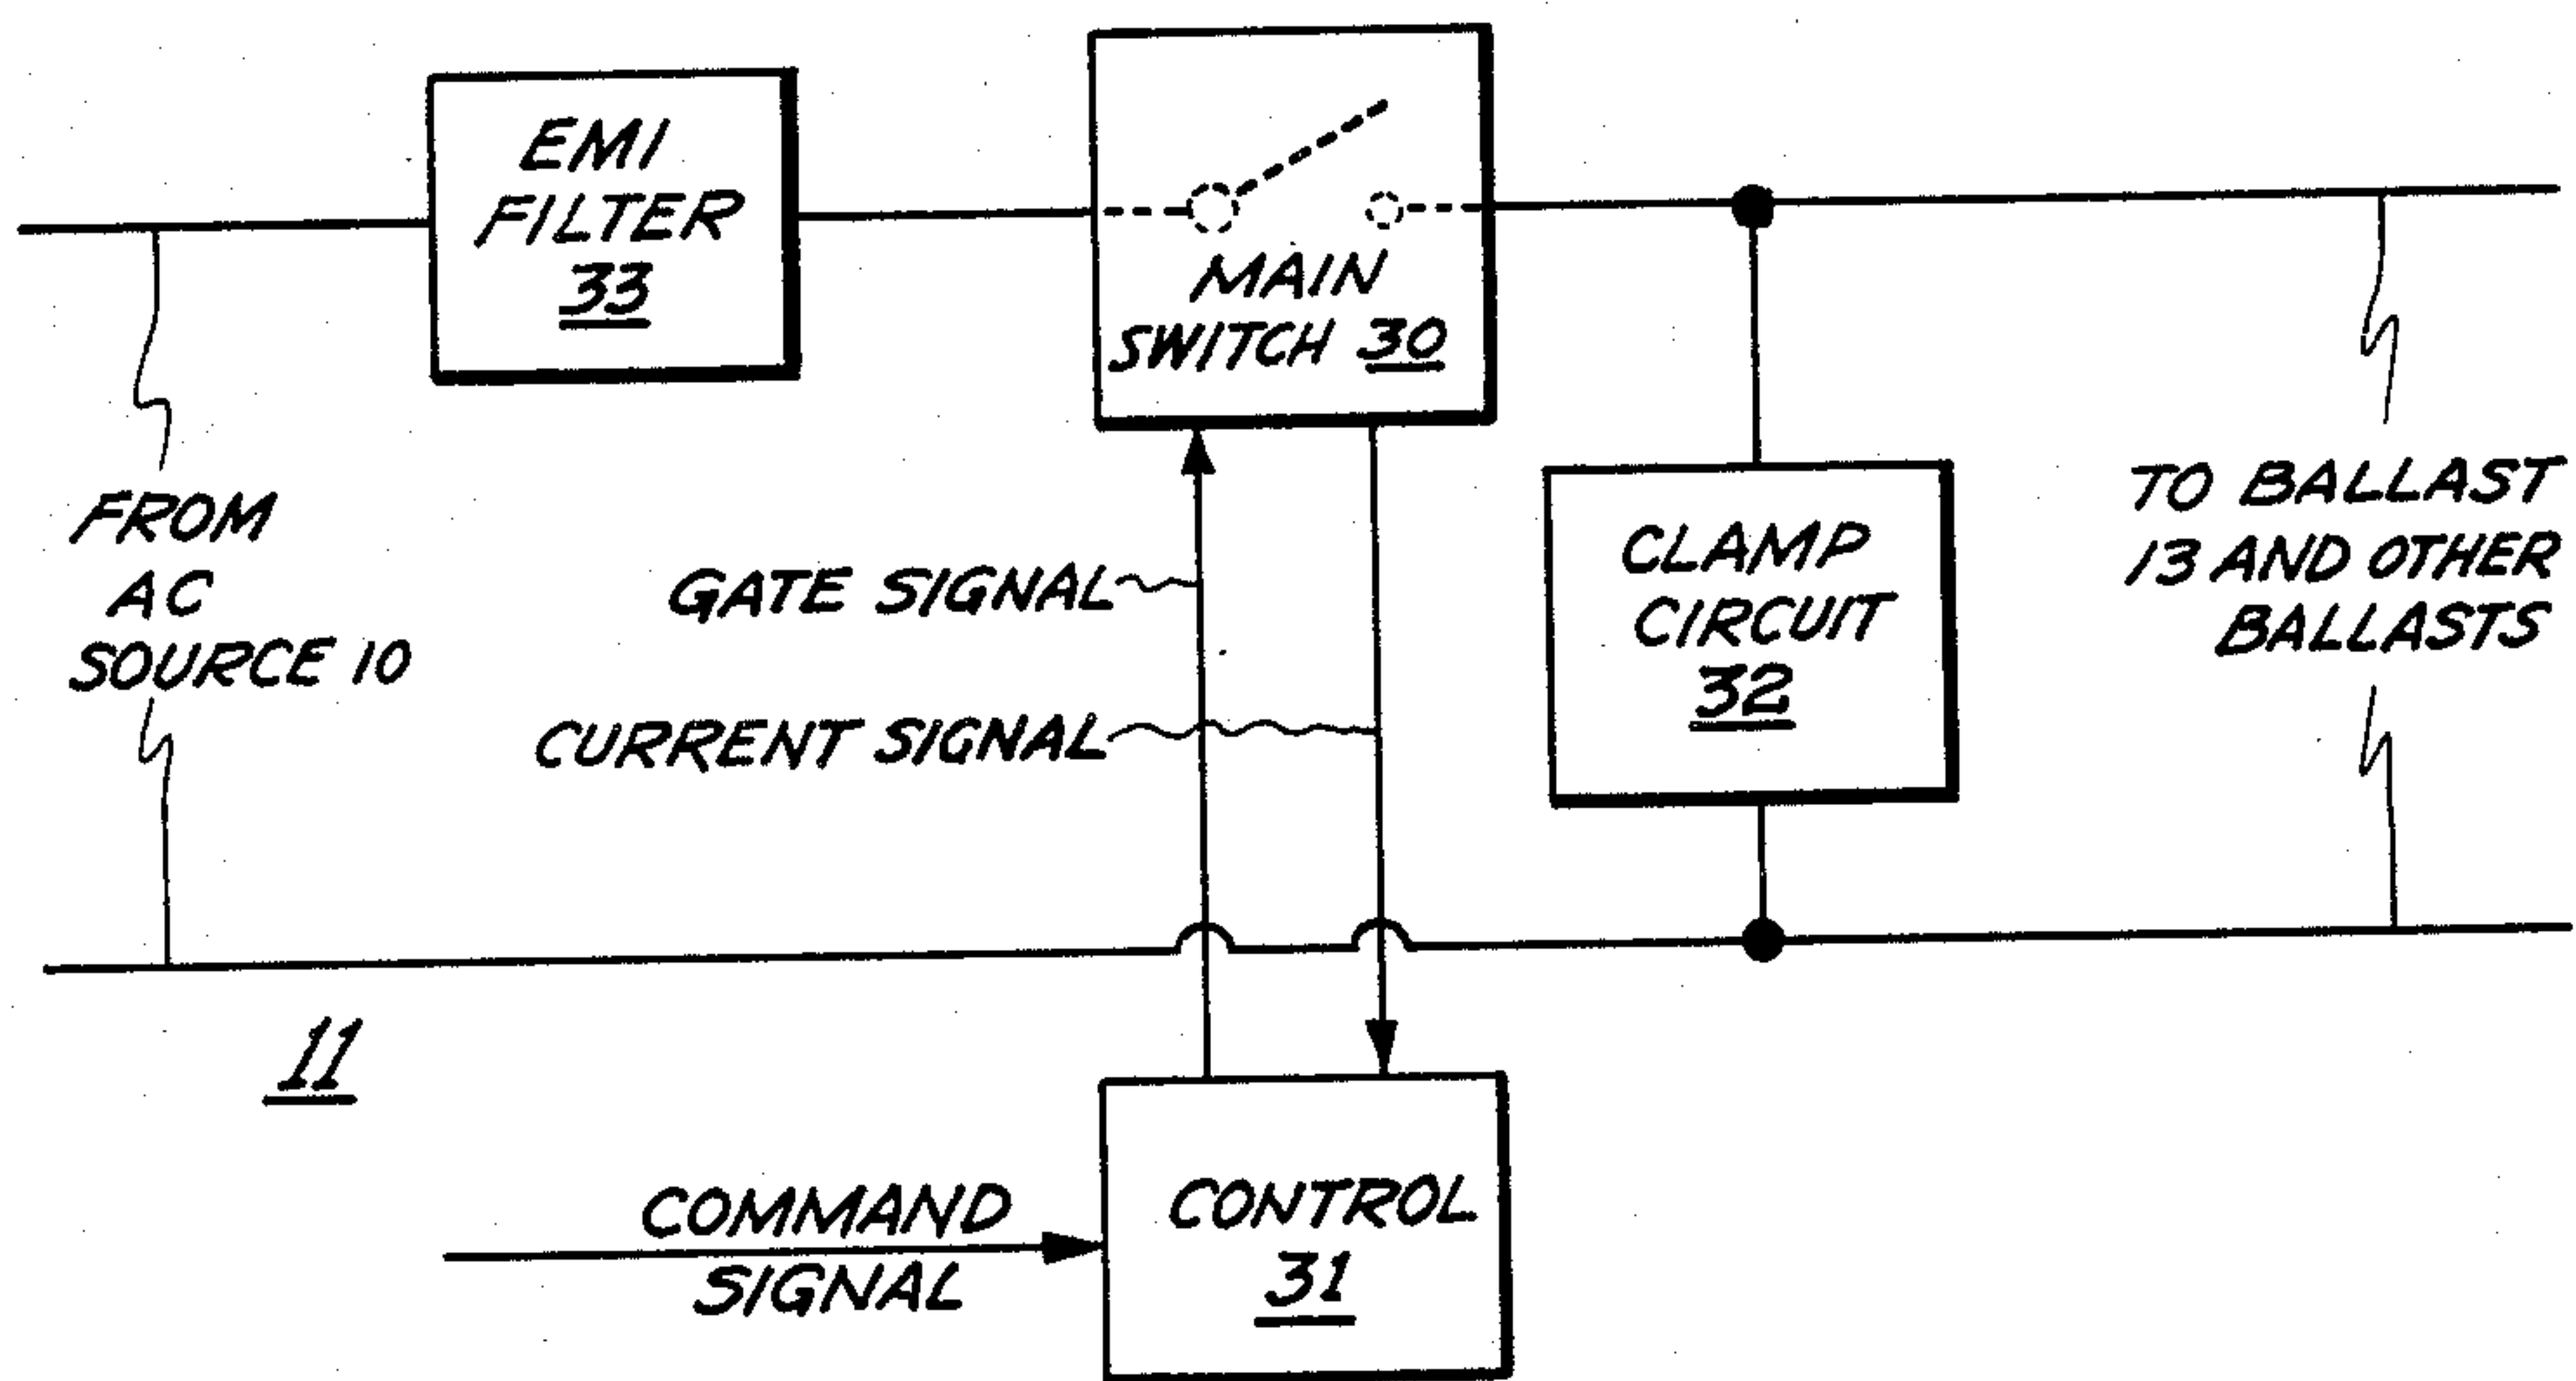 EMI
FILTER
33
MAIN
SWITCH 30
FROM
AC
SOURCE 10
GATE SIGNAL
CURRENT SIGNAL
CLAMP
CIRCUIT
32
TO BALLAST
13 AND OTHER
BALLASTS
11
COMMAND
SIGNAL
CONTROL
31